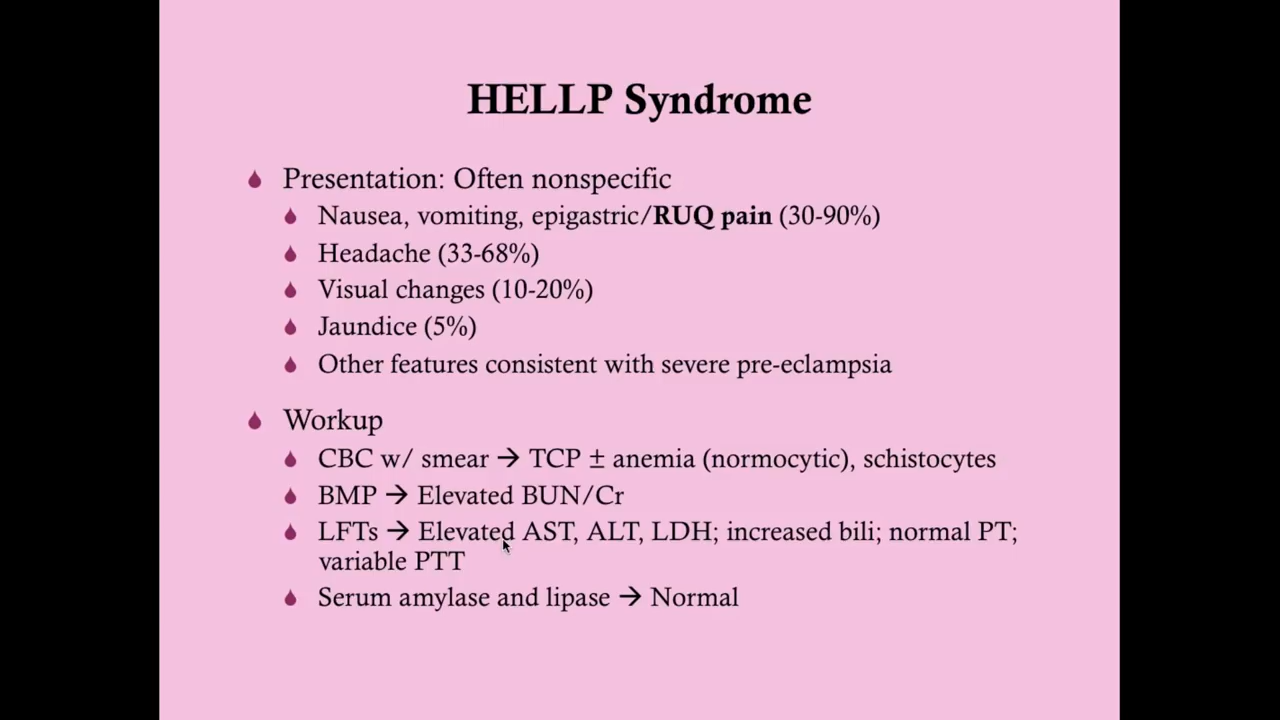 HELLP Syndrome
Presentation: Often nonspecific
Nausea, vomiting, epigastric/RUQ pain (30-90%)
Headache (33-68%)
Visual changes (10-20%)
Jaundice (5%)
Other features consistent with severe pre-eclampsia
Workup
CBC w/ smear → TCP ± anemia (normocytic), schistocytes
BMP → Elevated BUN/Cr
LFTs → Elevated AST, ALT, LDH; increased bili; normal PT;
variable PTT
Serum amylase and lipase → Normal